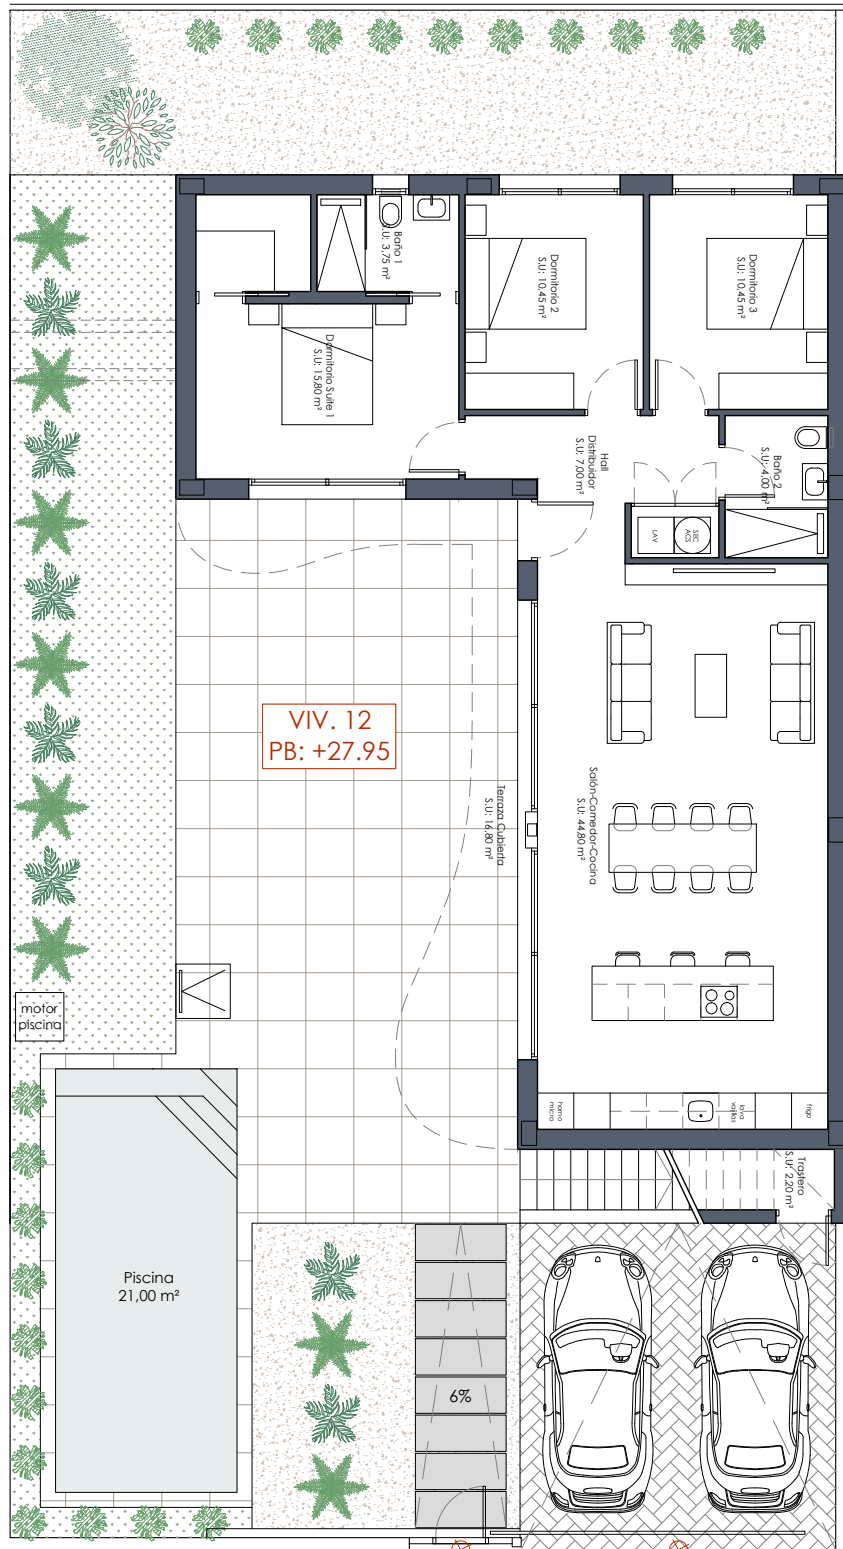 Baño 1
S.U: 3,75 m²
Dormitorio 2
S.U: 10,45 m²
Dormitorio 3
S.U: 10,45 m²
Dormitorio Suite 1
S.U: 15,80 m²
Hall
Distribuidor
S.U: 7,00 m²
Baño 2
S.U: 4,00 m²
LAV
SEC
ACS
VIV. 12
PB: +27.95
Terraza Cubierta
S.U: 16,80 m²
Salón-Comedor-Cocina
S.U: 44,80 m²
motor
piscina
horno
micro
lava
vajillas
frigo
Trastero
S.U: 2,20 m²
Piscina
21,00 m²
6%